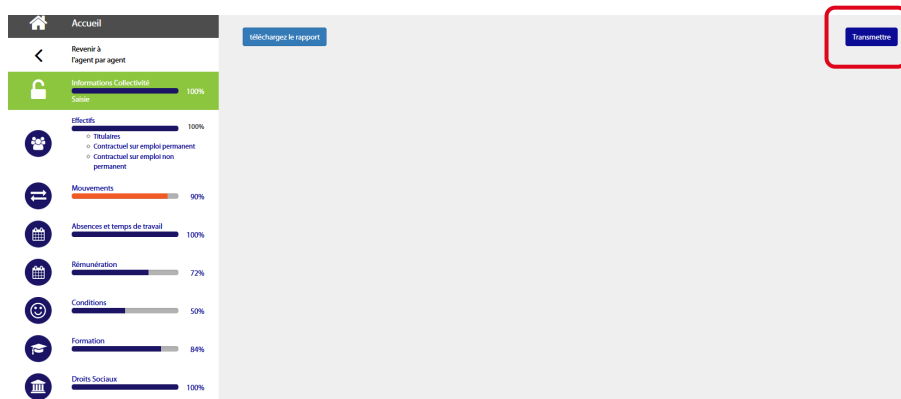 Accueil
téléchargez le rapport
Transmettre
Revenir à
l'agent par agent
Informations Collectivité
100%
Saisie
Effectifs
100%
Titulaires
Contractuel sur emploi permanent
Contractuel sur emploi non
permanent
Mouvements
90%
Absences et temps de travail
100%
Rémunération
72%
Conditions
50%
Formation
84%
Droits Sociaux
100%